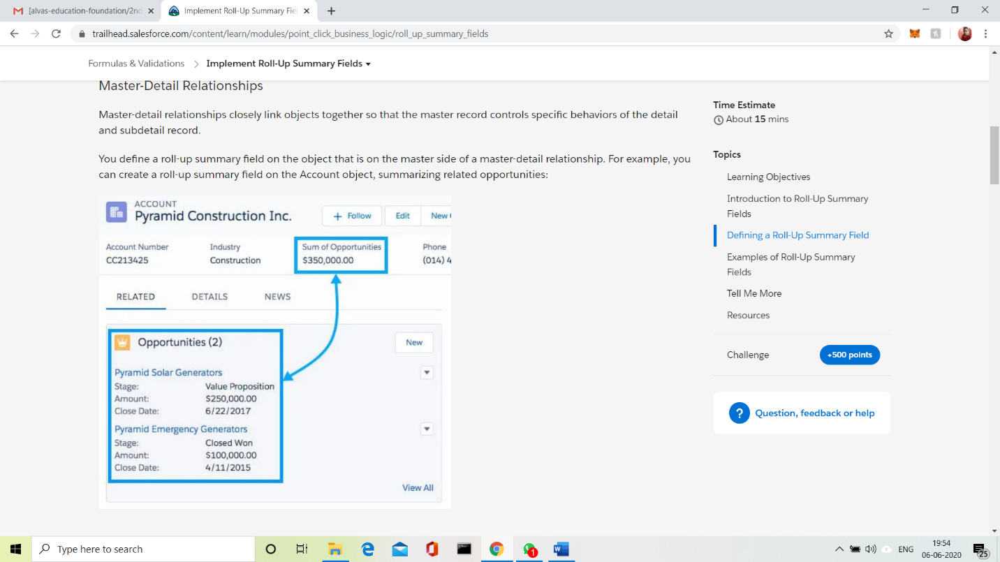 [alvas-education-foundation/2nd
Implement Roll-Up Summary Fiel
trailhead.salesforce.com/content/learn/modules/point_click_business_logic/roll_up_summary_fields
Formulas & Validations
Implement Roll-Up Summary Fields
Master-Detail Relationships
Master-detail relationships closely link objects together so that the master record controls specific behaviors of the detail
and subdetail record.
You define a roll-up summary field on the object that is on the master side of a master-detail relationship. For example, you
can create a roll-up summary field on the Account object, summarizing related opportunities:
ACCOUNT
Pyramid Construction Inc.
+ Follow
Edit
New
Account Number
CC213425
Industry
Construction
Sum of Opportunities
$350,000.00
Phone
(014) 4
RELATED
DETAILS
NEWS
Opportunities (2)
New
Pyramid Solar Generators
Stage: Value Proposition
Amount: $250,000.00
Close Date: 6/22/2017
Pyramid Emergency Generators
Stage: Closed Won
Amount: $100,000.00
Close Date: 4/11/2015
View All
Time Estimate
About 15 mins
Topics
Learning Objectives
Introduction to Roll-Up Summary
Fields
Defining a Roll-Up Summary Field
Examples of Roll-Up Summary
Fields
Tell Me More
Resources
Challenge
+500 points
? Question, feedback or help
Type here to search
1
W
ENG
19:54
06-06-2020
25